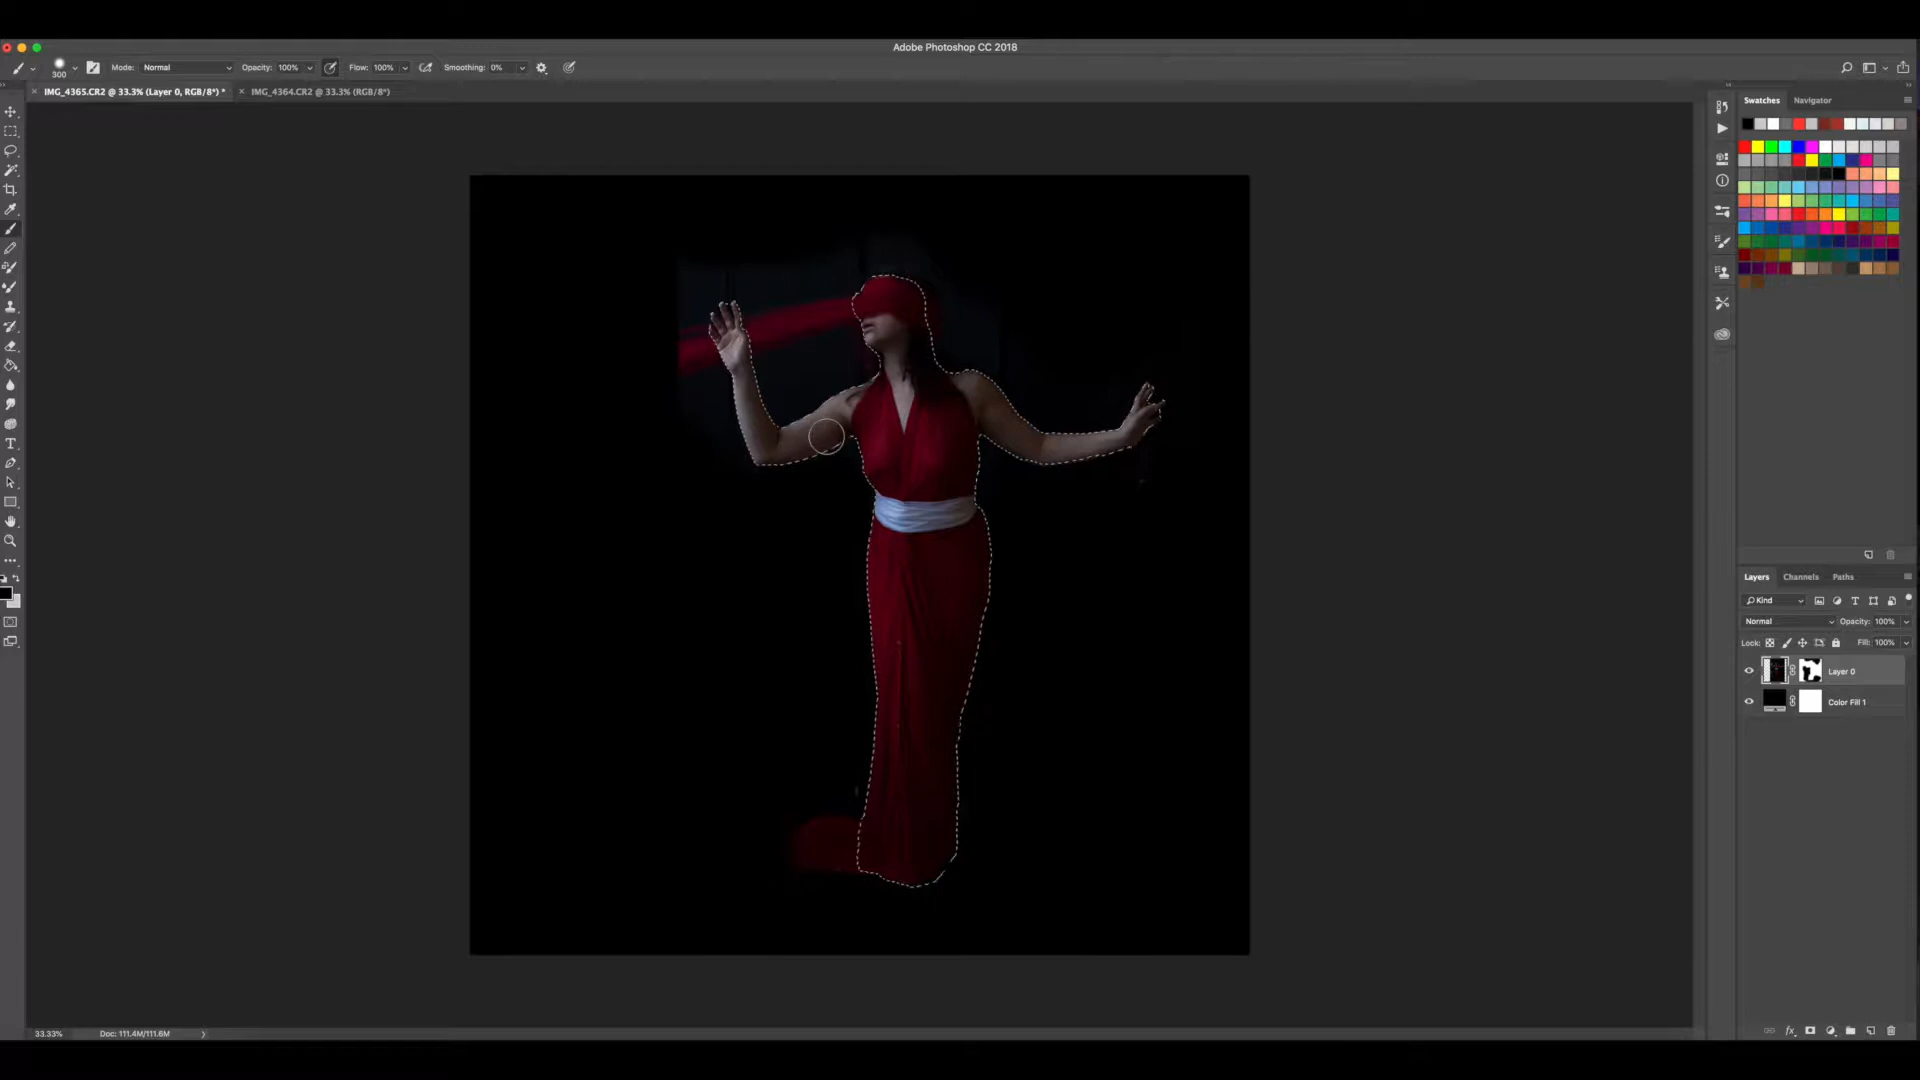 Adobe Photoshop CC 2018
300
Mode: Normal
Opacity: 100%
Flow: 100%
Smoothing: 0%
× IMG_4365.CR2 @ 33.3% (Layer 0, RGB/8*) *
× IMG_4364.CR2 @ 33.3% (RGB/8*)
Swatches
Navigator
Layers
Channels
Paths
Kind
Normal
Opacity: 100%
Lock:
Fill: 100%
Layer 0
Color Fill 1
33.33%
Doc: 111.4M/111.6M